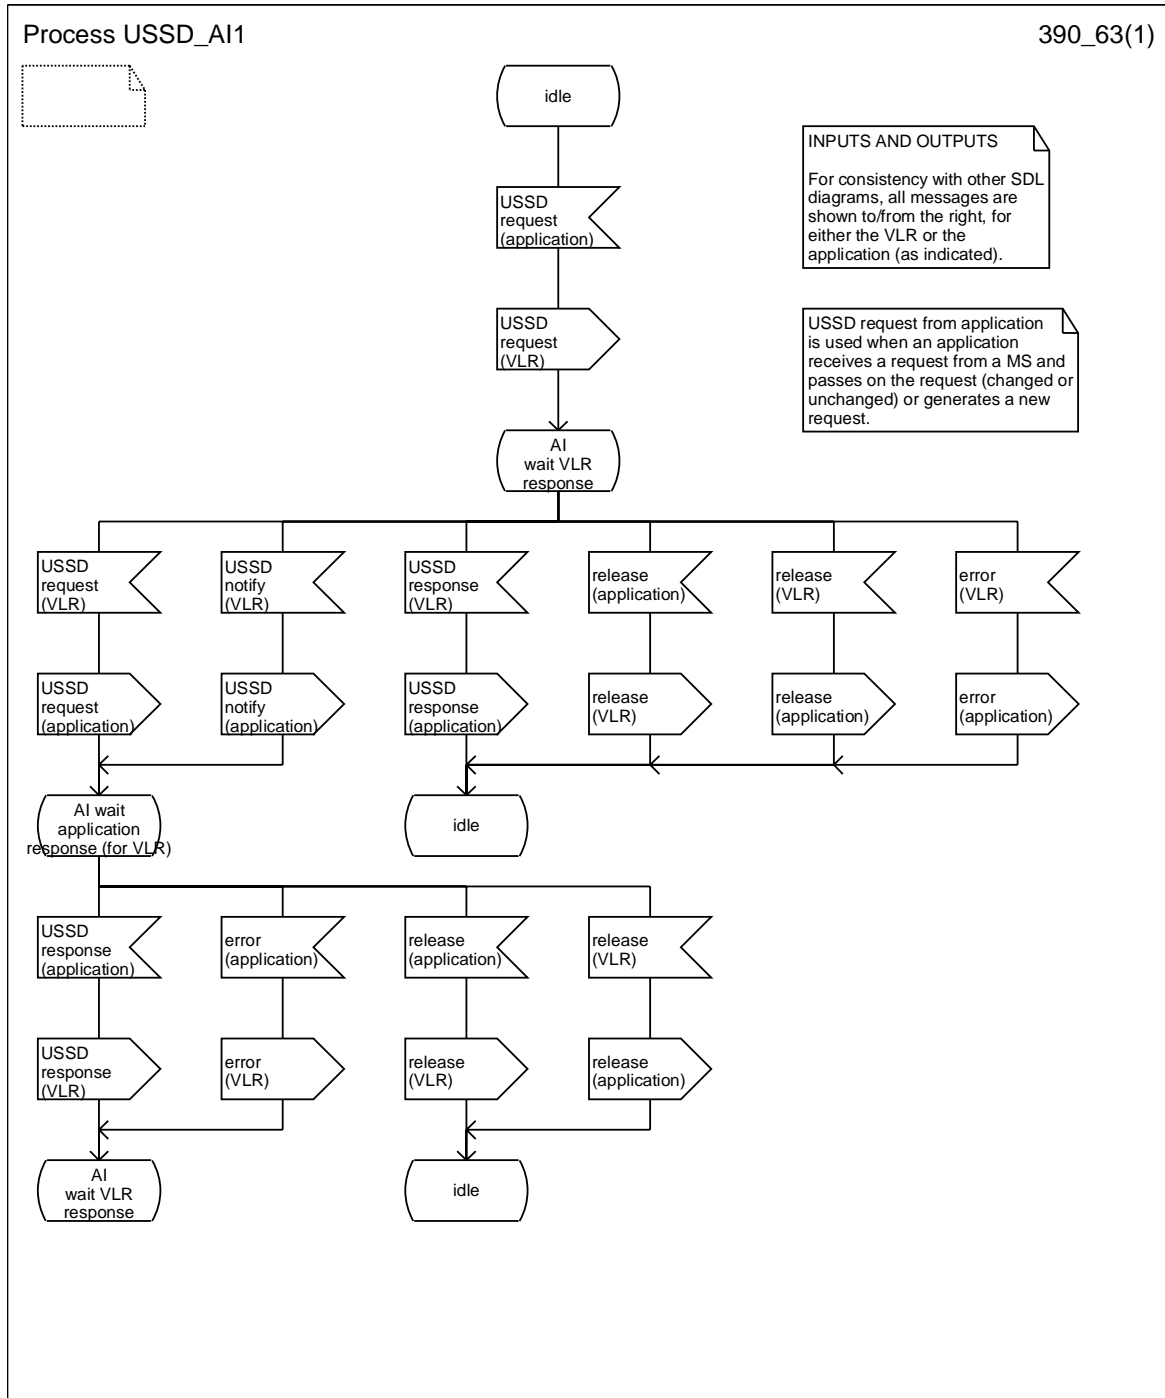 Process USSD_AI1
390_63(1)
idle
INPUTS AND OUTPUTS
For consistency with other SDL
diagrams, all messages are
shown to/from the right, for
either the VLR or the
application (as indicated).
USSD
request
(application)
USSD
request
(VLR)
USSD request from application
is used when an application
receives a request from a MS and
passes on the request (changed or
unchanged) or generates a new
request.
AI
wait VLR
response
USSD
request
(VLR)
USSD
notify
(VLR)
USSD
response
(VLR)
release
(application)
release
(VLR)
error
(VLR)
USSD
request
(application)
USSD
notify
(application)
USSD
response
(application)
release
(VLR)
release
(application)
error
(application)
AI wait
application
response (for VLR)
idle
USSD
response
(application)
error
(application)
release
(application)
release
(VLR)
USSD
response
(VLR)
error
(VLR)
release
(VLR)
release
(application)
AI
wait VLR
response
idle